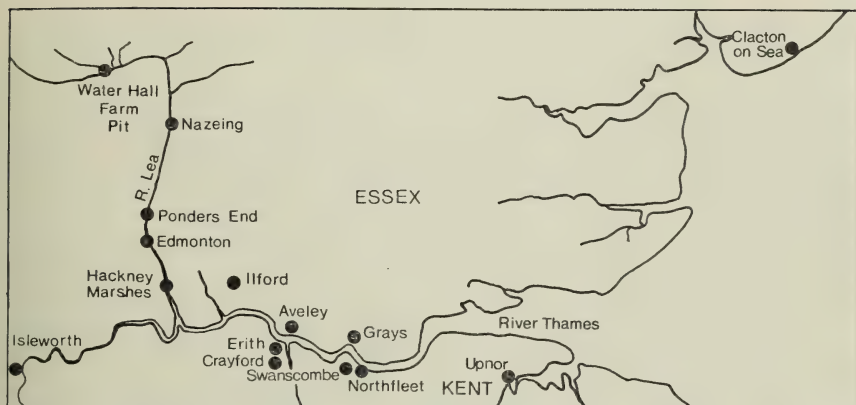 Clacton
on Sea
Water Hall
Farm
Pit
Nazeing
R. Lea
ESSEX
Ponders End
Edmonton
Hackney
Marshes
Ilford
Aveley
Grays
River Thames
Isleworth
Erith
Crayford
Swanscombe
Northfleet
Upnor
KENT